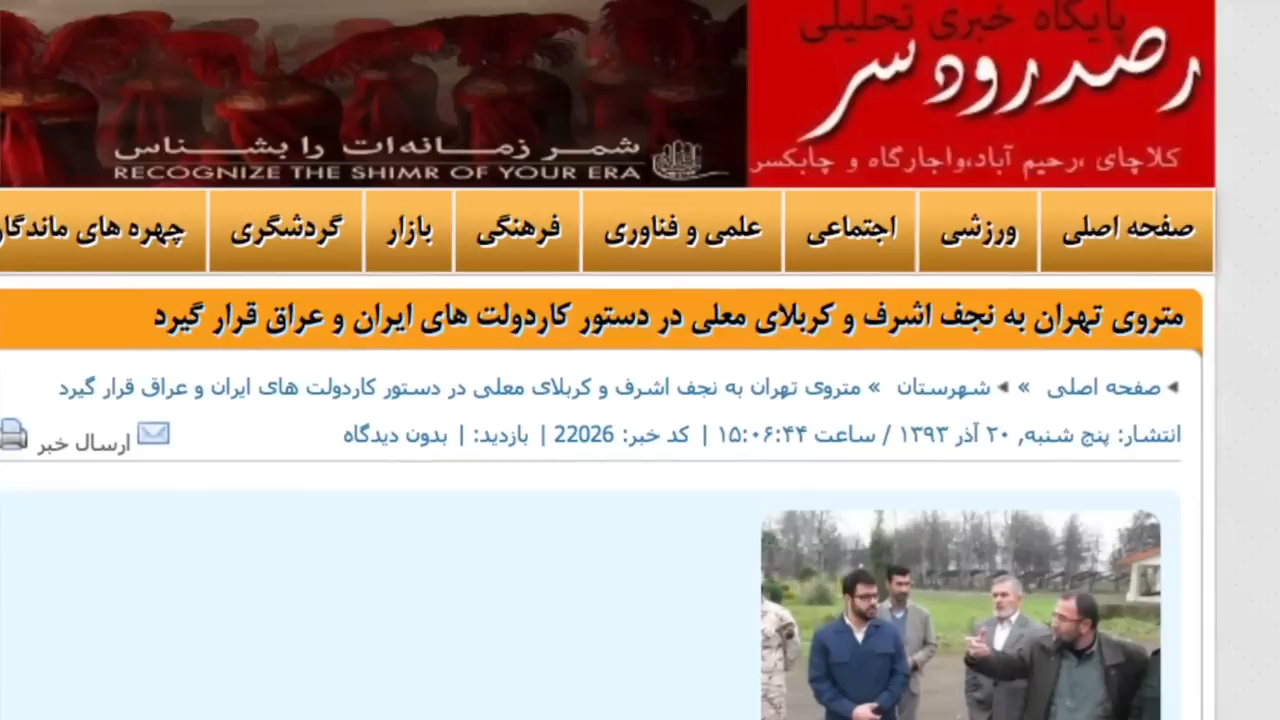 پایگاه خبری تحلیلی
رصد رودسر
کلاچای ،رحیم آباد،واجارگاه و چابکسر
شمر زمانه‌ات را بشناس
RECOGNIZE THE SHIMR OF YOUR ERA
صفحه اصلی ورزشی اجتماعی علمی و فناوری فرهنگی بازار گردشگری چهره های ماندگار
متروی تهران به نجف اشرف و کربلای معلی در دستور کاردولت های ایران و عراق قرار گیرد
صفحه اصلی » شهرستان » متروی تهران به نجف اشرف و کربلای معلی در دستور کاردولت های ایران و عراق قرار گیرد
انتشار: پنج شنبه, ۲۰ آذر ۱۳۹۳ / ساعت ۱۵:۰۶:۴۴ | کد خبر: 22026 | بازدید: | بدون دیدگاه
ارسال خبر